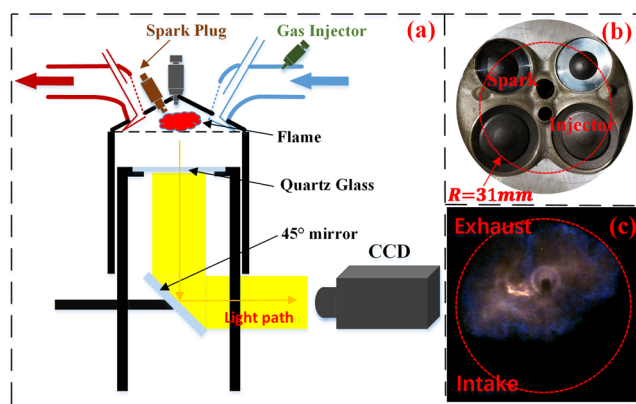 (a)
Spark Plug
Gas Injector
Flame
Quartz Glass
45° mirror
CCD
Light path
(b)
Spark
Injector
R=31mm
(c)
Exhaust
Intake